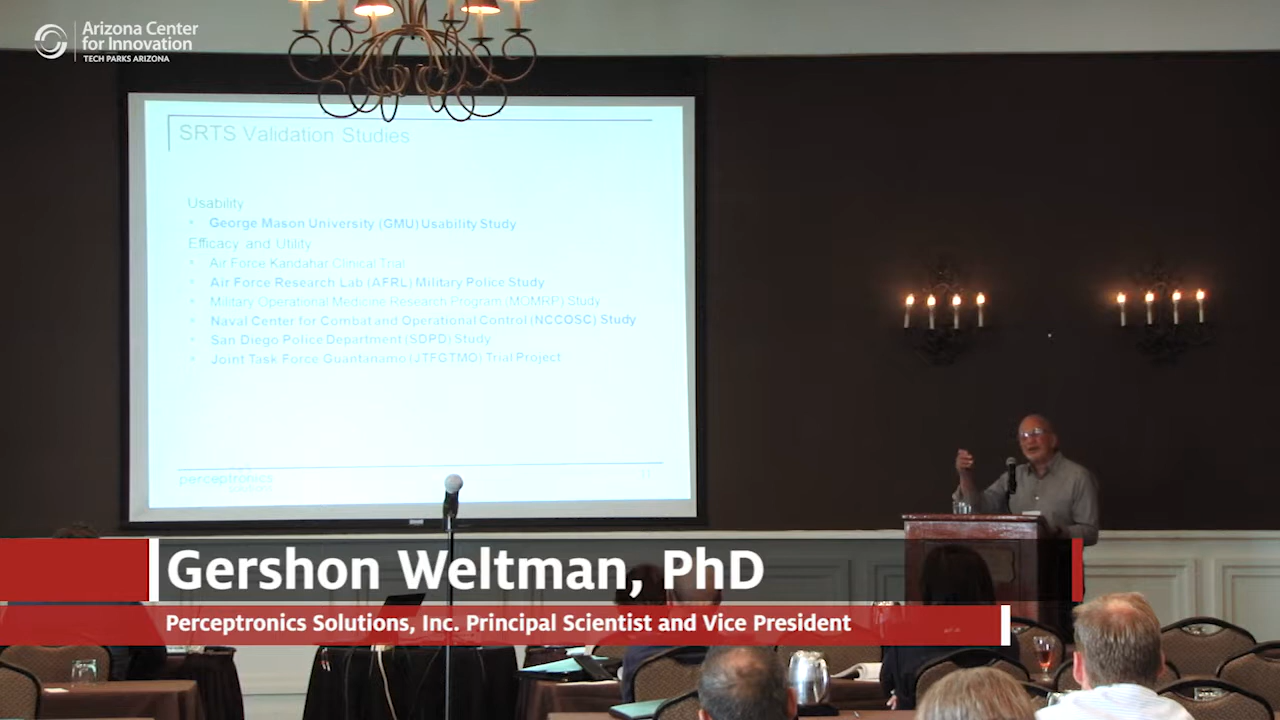 Arizona Center
for Innovation
TECH PARKS ARIZONA
SRTS Validation Studies
Usability
George Mason University (GMU) Usability Study
Efficacy and Utility
Air Force Kandahar Clinical Trial
Air Force Research Lab (AFRL) Military Police Study
Military Operational Medicine Research Program (MOMRP) Study
Naval Center for Combat and Operational Control (NCCOSC) Study
San Diego Police Department (SDPD) Study
Joint Task Force Guantanamo (JTFGTMO) Trial Project
perceptronics
solutions
Gershon Weltman, PhD
Perceptronics Solutions, Inc. Principal Scientist and Vice President